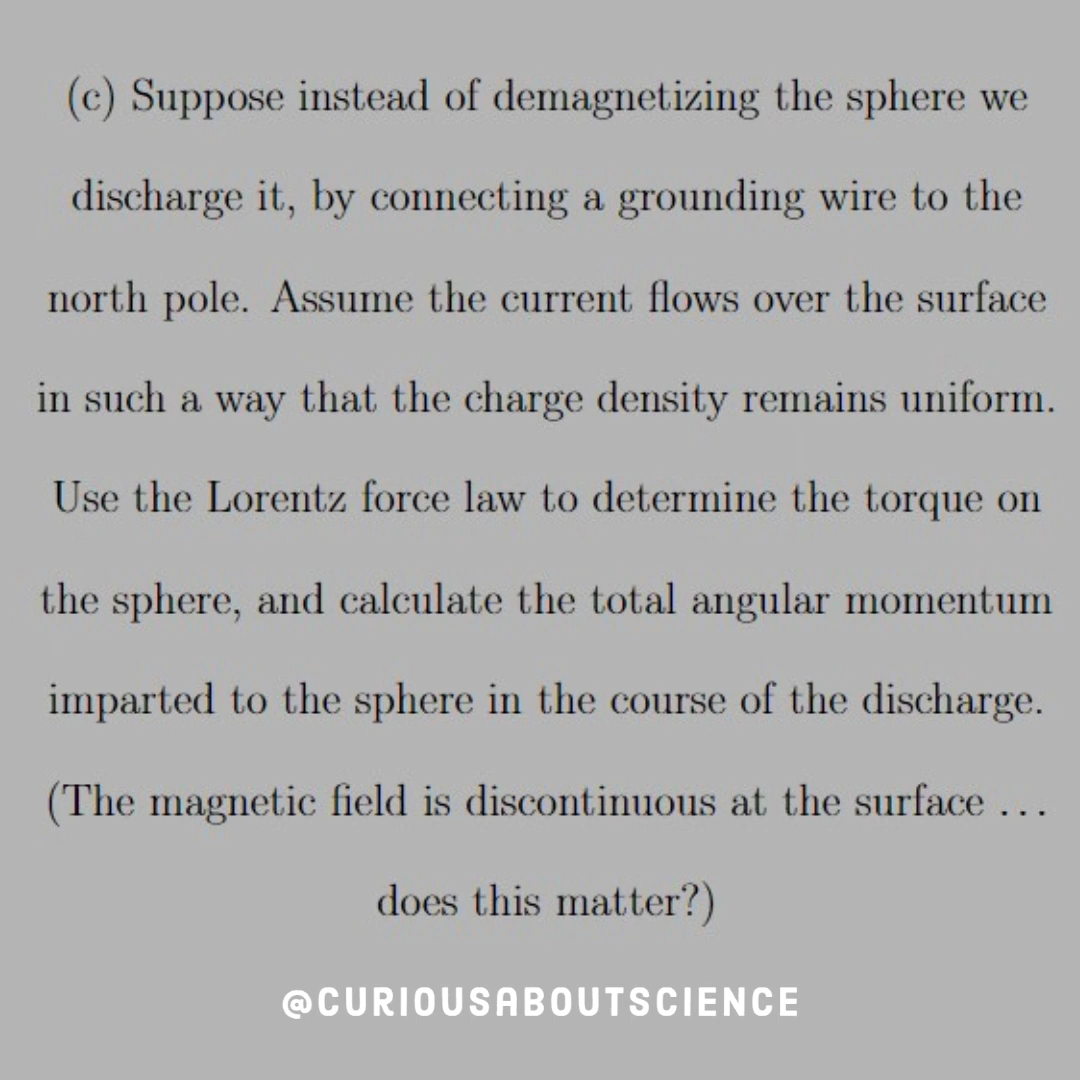 (c) Suppose instead of demagnetizing the sphere we
discharge it, by connecting a grounding wire to the
north pole. Assume the current flows over the surface
in such a way that the charge density remains uniform.
Use the Lorentz force law to determine the torque on
the sphere, and calculate the total angular momentum
imparted to the sphere in the course of the discharge.
(The magnetic field is discontinuous at the surface ...
does this matter?)
@CURIOUSABOUTSCIENCE